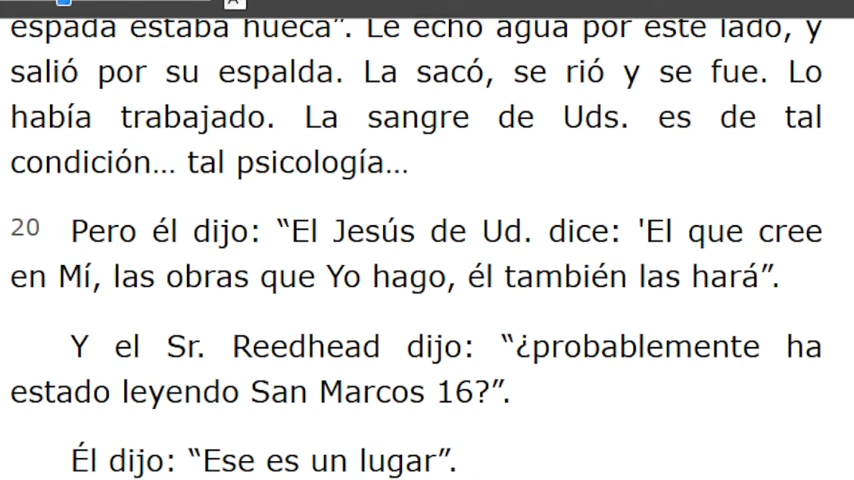 espada estaba hueca”. Le echó agua por este lado, y
salió por su espalda. La sacó, se rió y se fue. Lo
había trabajado. La sangre de Uds. es de tal
condición... tal psicología...
20 Pero él dijo: “El Jesús de Ud. dice: 'El que cree
en Mí, las obras que Yo hago, él también las hará”.
Y el Sr. Reedhead dijo: “¿probablemente ha
estado leyendo San Marcos 16?”.
Él dijo: “Ese es un lugar”.